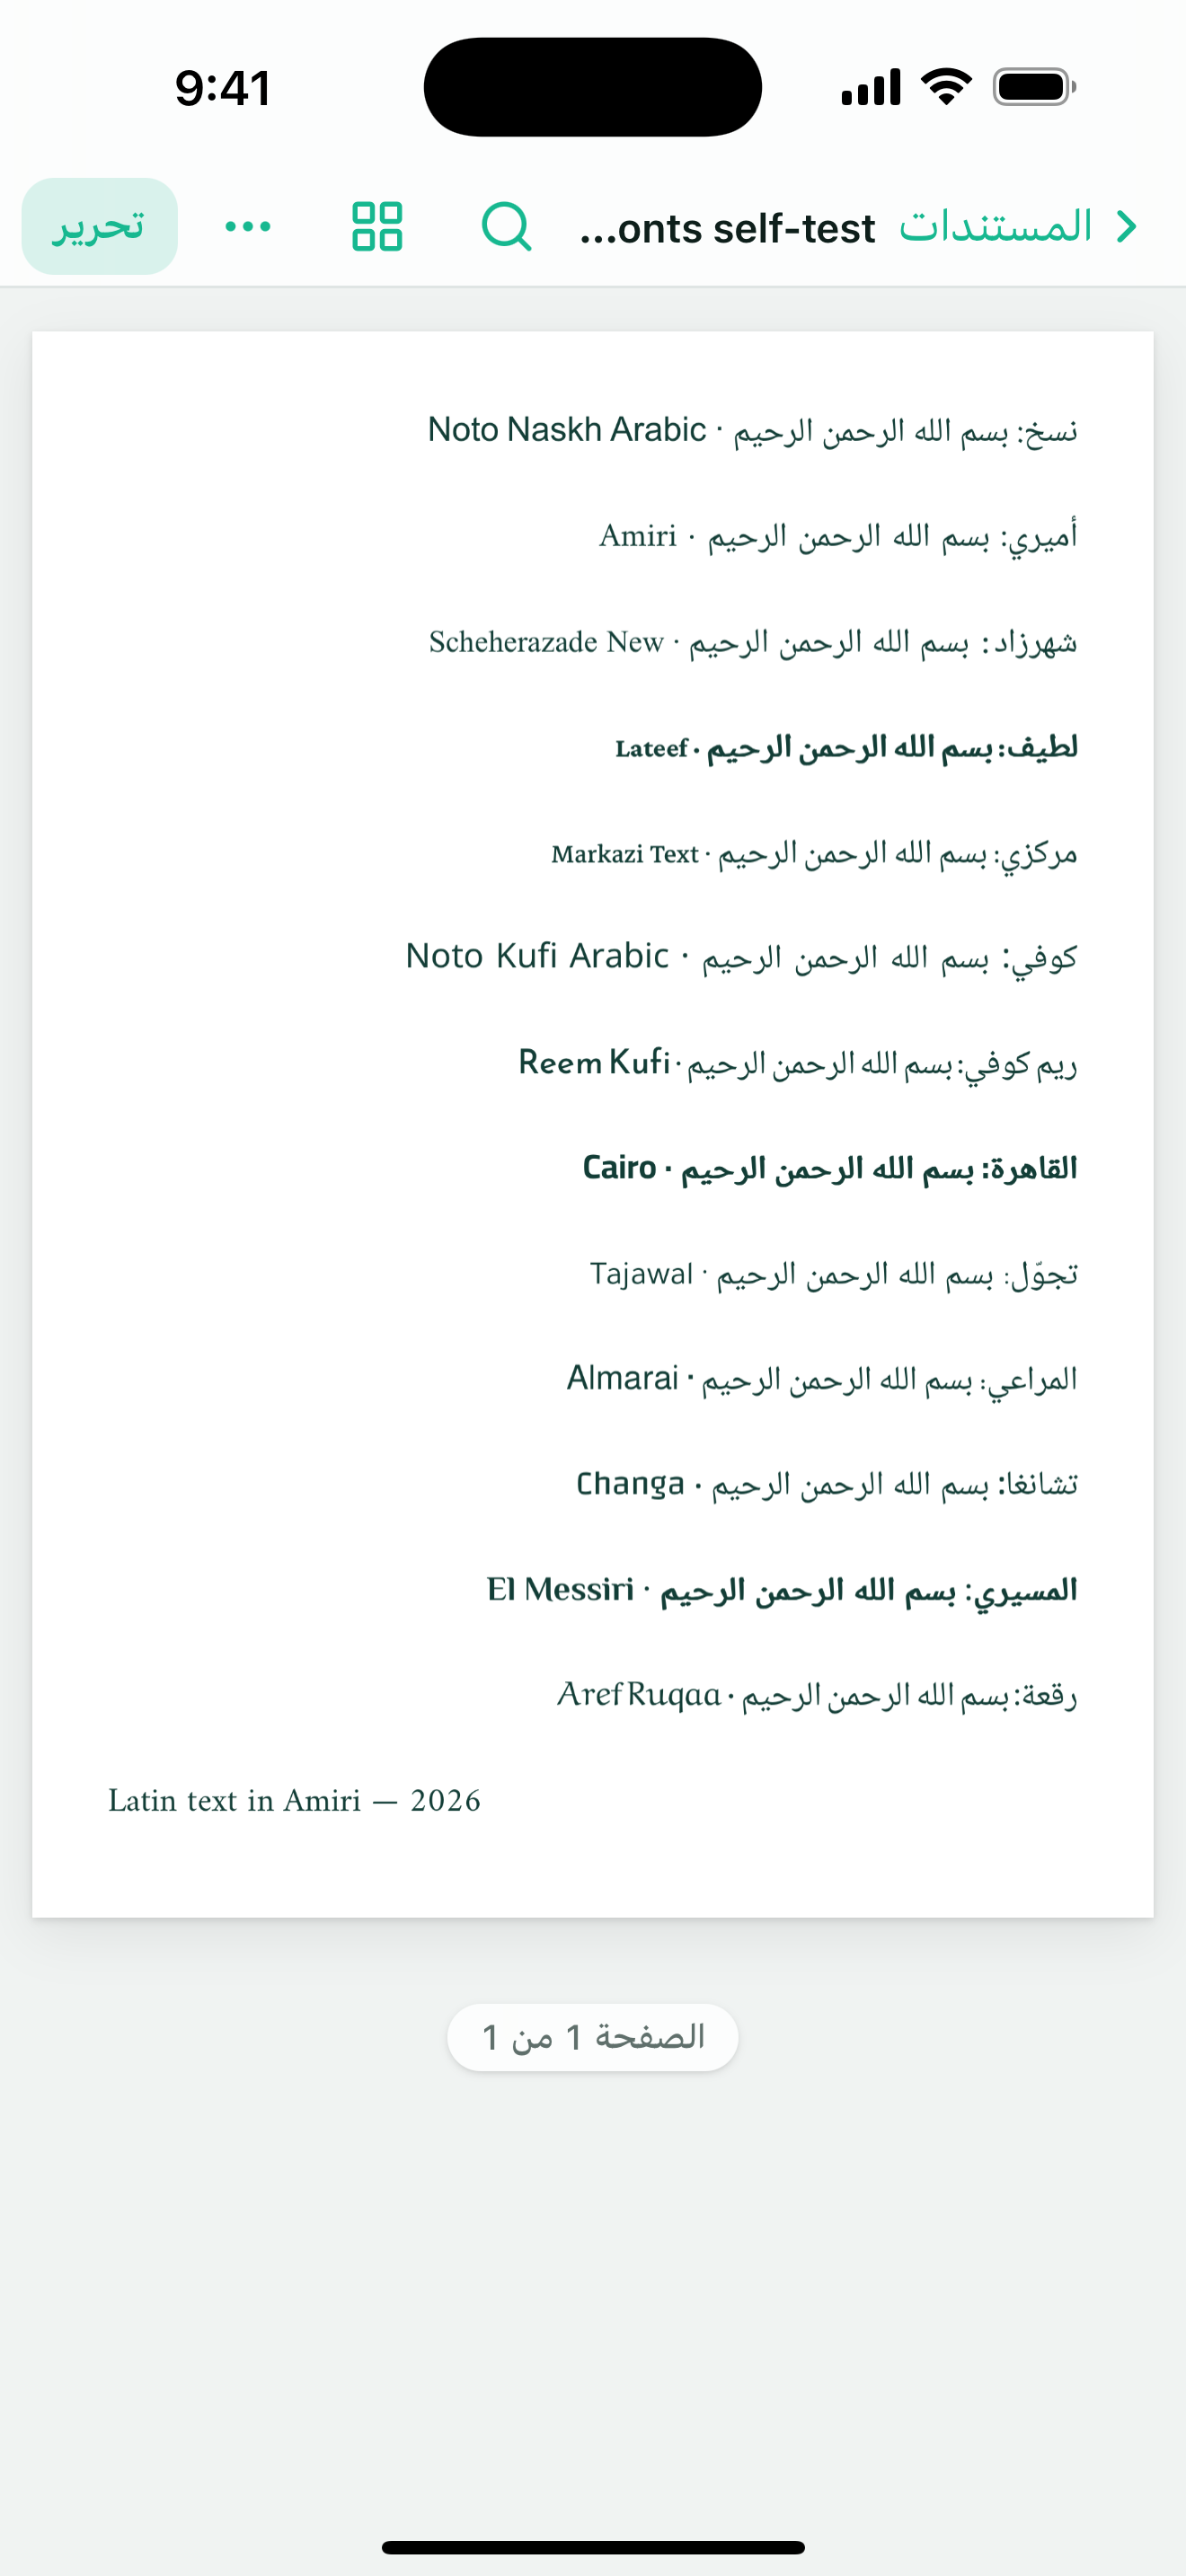 9:41
المستندات
...onts self-test
تحرير
نسخ: بسم الله الرحمن الرحيم · Noto Naskh Arabic
أميري: بسم الله الرحمن الرحيم · Amiri
شهرزاد: بسم الله الرحمن الرحيم · Scheherazade New
لطيف: بسم الله الرحمن الرحيم · Lateef
مركزي: بسم الله الرحمن الرحيم · Markazi Text
كوفي: بسم الله الرحمن الرحيم · Noto Kufi Arabic
ريم كوفي: بسم الله الرحمن الرحيم · Reem Kufi
القاهرة: بسم الله الرحمن الرحيم · Cairo
تجوّل: بسم الله الرحمن الرحيم · Tajawal
المراعي: بسم الله الرحمن الرحيم · Almarai
تشانغا: بسم الله الرحمن الرحيم · Changa
المسيري: بسم الله الرحمن الرحيم · El Messiri
رقعة: بسم الله الرحمن الرحيم · Aref Ruqaa
Latin text in Amiri — 2026
الصفحة 1 من 1